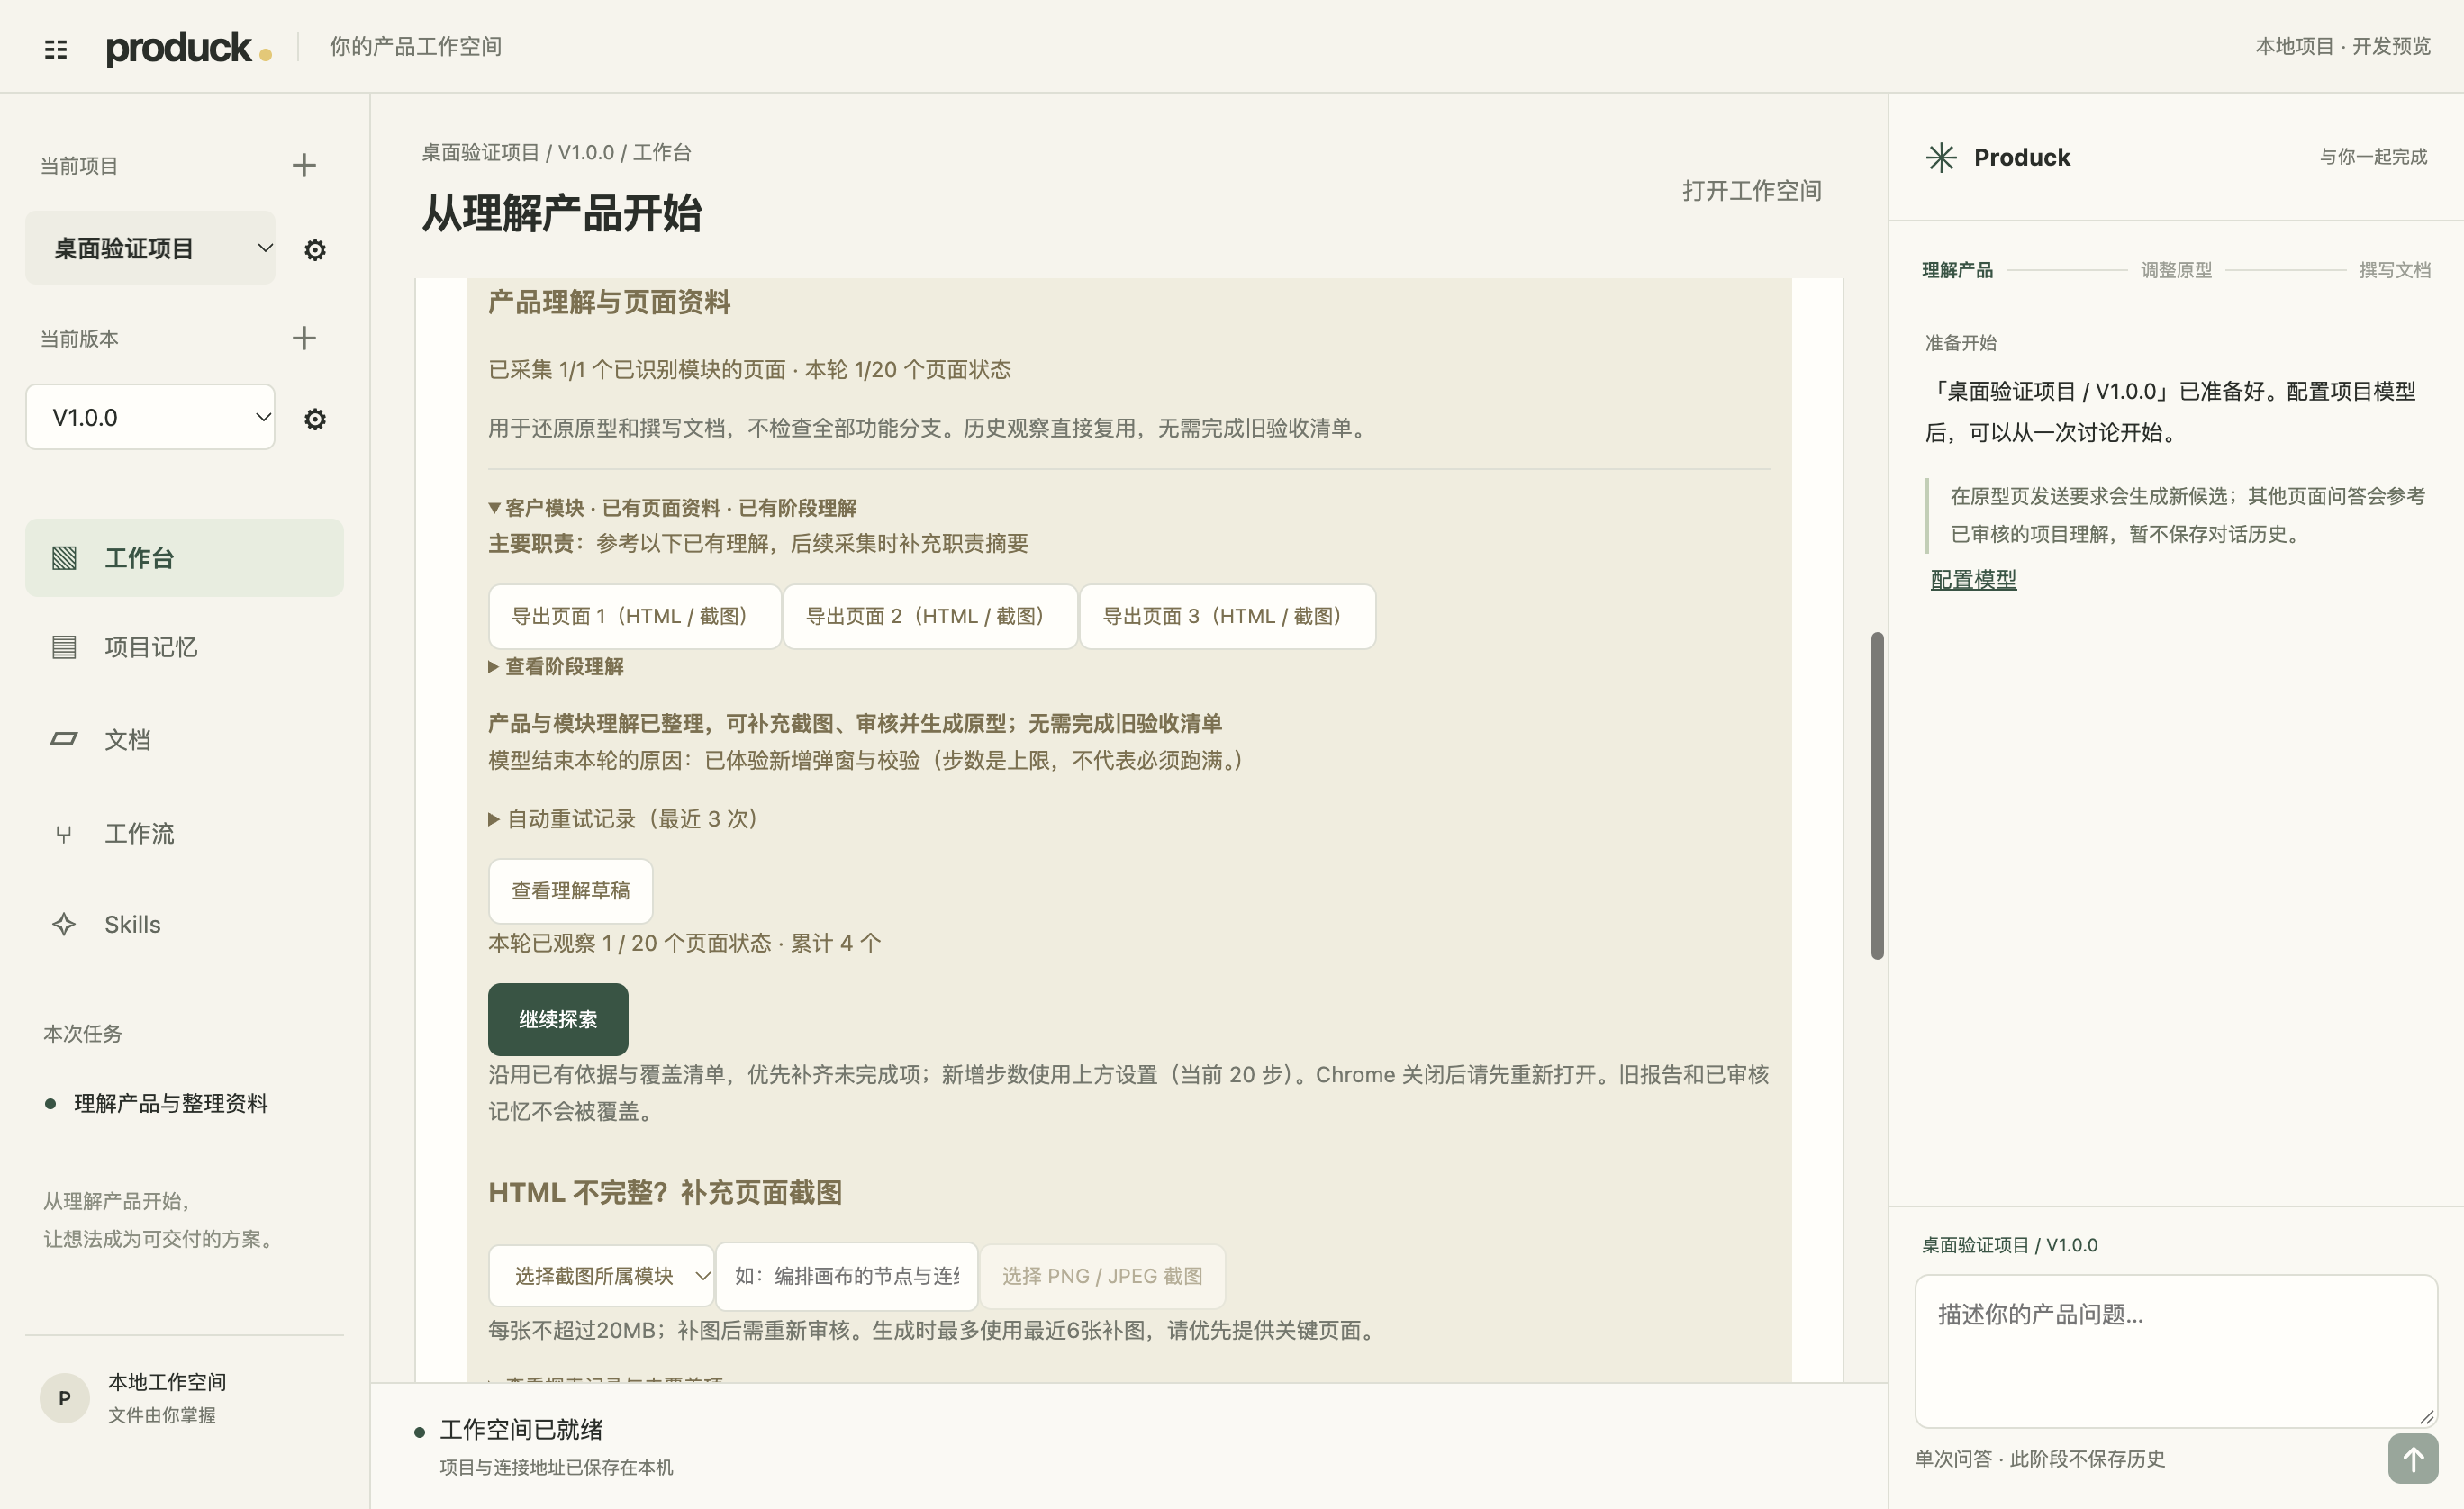 produck
你的产品工作空间
本地项目 · 开发预览
当前项目
桌面验证项目
当前版本
V1.0.0
工作台
项目记忆
文档
工作流
Skills
本次任务
理解产品与整理资料
从理解产品开始，
让想法成为可交付的方案。
P
本地工作空间
文件由你掌握
桌面验证项目 / V1.0.0 / 工作台
从理解产品开始
打开工作空间
产品理解与页面资料
已采集 1/1 个已识别模块的页面 · 本轮 1/20 个页面状态
用于还原原型和撰写文档，不检查全部功能分支。历史观察直接复用，无需完成旧验收清单。
客户模块 · 已有页面资料 · 已有阶段理解
主要职责：参考以下已有理解，后续采集时补充职责摘要
导出页面 1（HTML / 截图）
导出页面 2（HTML / 截图）
导出页面 3（HTML / 截图）
查看阶段理解
产品与模块理解已整理，可补充截图、审核并生成原型；无需完成旧验收清单
模型结束本轮的原因：已体验新增弹窗与校验（步数是上限，不代表必须跑满。）
自动重试记录（最近 3 次）
查看理解草稿
本轮已观察 1 / 20 个页面状态 · 累计 4 个
继续探索
沿用已有依据与覆盖清单，优先补齐未完成项；新增步数使用上方设置（当前 20 步）。Chrome 关闭后请先重新打开。旧报告和已审核
记忆不会被覆盖。
HTML 不完整？补充页面截图
选择截图所属模块
如：编排画布的节点与连
选择 PNG / JPEG 截图
每张不超过20MB；补图后需重新审核。生成时最多使用最近6张补图，请优先提供关键页面。
工作空间已就绪
项目与连接地址已保存在本机
Produck
与你一起完成
理解产品
调整原型
撰写文档
准备开始
「桌面验证项目 / V1.0.0」已准备好。配置项目模型
后，可以从一次讨论开始。
在原型页发送要求会生成新候选；其他页面问答会参考
已审核的项目理解，暂不保存对话历史。
配置模型
桌面验证项目 / V1.0.0
描述你的产品问题...
单次问答 · 此阶段不保存历史